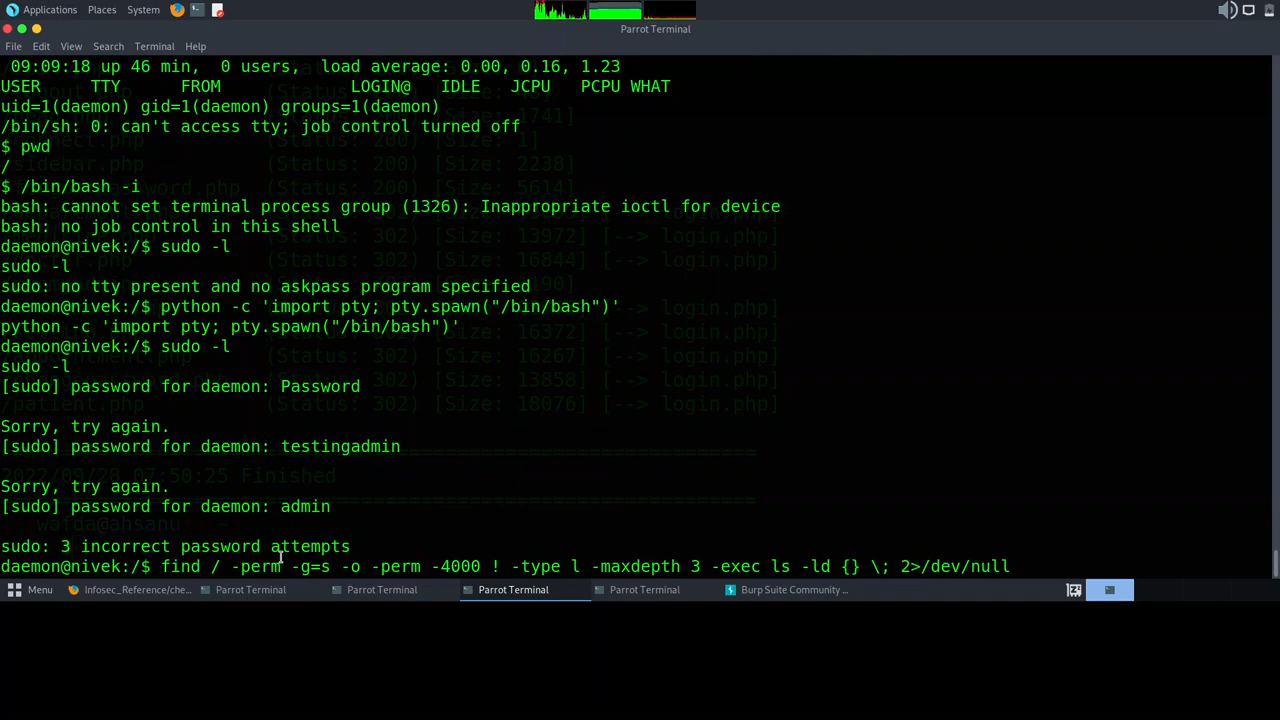 Applications Places System
Parrot Terminal
File Edit View Search Terminal Help
09:09:18 up 46 min, 0 users, load average: 0.00, 0.16, 1.23
USER TTY FROM LOGIN@ IDLE JCPU PCPU WHAT
uid=1(daemon) gid=1(daemon) groups=1(daemon)
/bin/sh: 0: can't access tty; job control turned off
$ pwd
/
$ /bin/bash -i
bash: cannot set terminal process group (1326): Inappropriate ioctl for device
bash: no job control in this shell
daemon@nivek:/$ sudo -l
sudo -l
sudo: no tty present and no askpass program specified
daemon@nivek:/$ python -c 'import pty; pty.spawn("/bin/bash")'
python -c 'import pty; pty.spawn("/bin/bash")'
daemon@nivek:/$ sudo -l
sudo -l
[sudo] password for daemon: Password
Sorry, try again.
[sudo] password for daemon: testingadmin
Sorry, try again.
[sudo] password for daemon: admin
sudo: 3 incorrect password attempts
daemon@nivek:/$ find / -perm -g=s -o -perm -4000 ! -type l -maxdepth 3 -exec ls -ld {} \; 2>/dev/null
Menu Infosec_Reference/che... Parrot Terminal Parrot Terminal Parrot Terminal Parrot Terminal Burp Suite Community ...